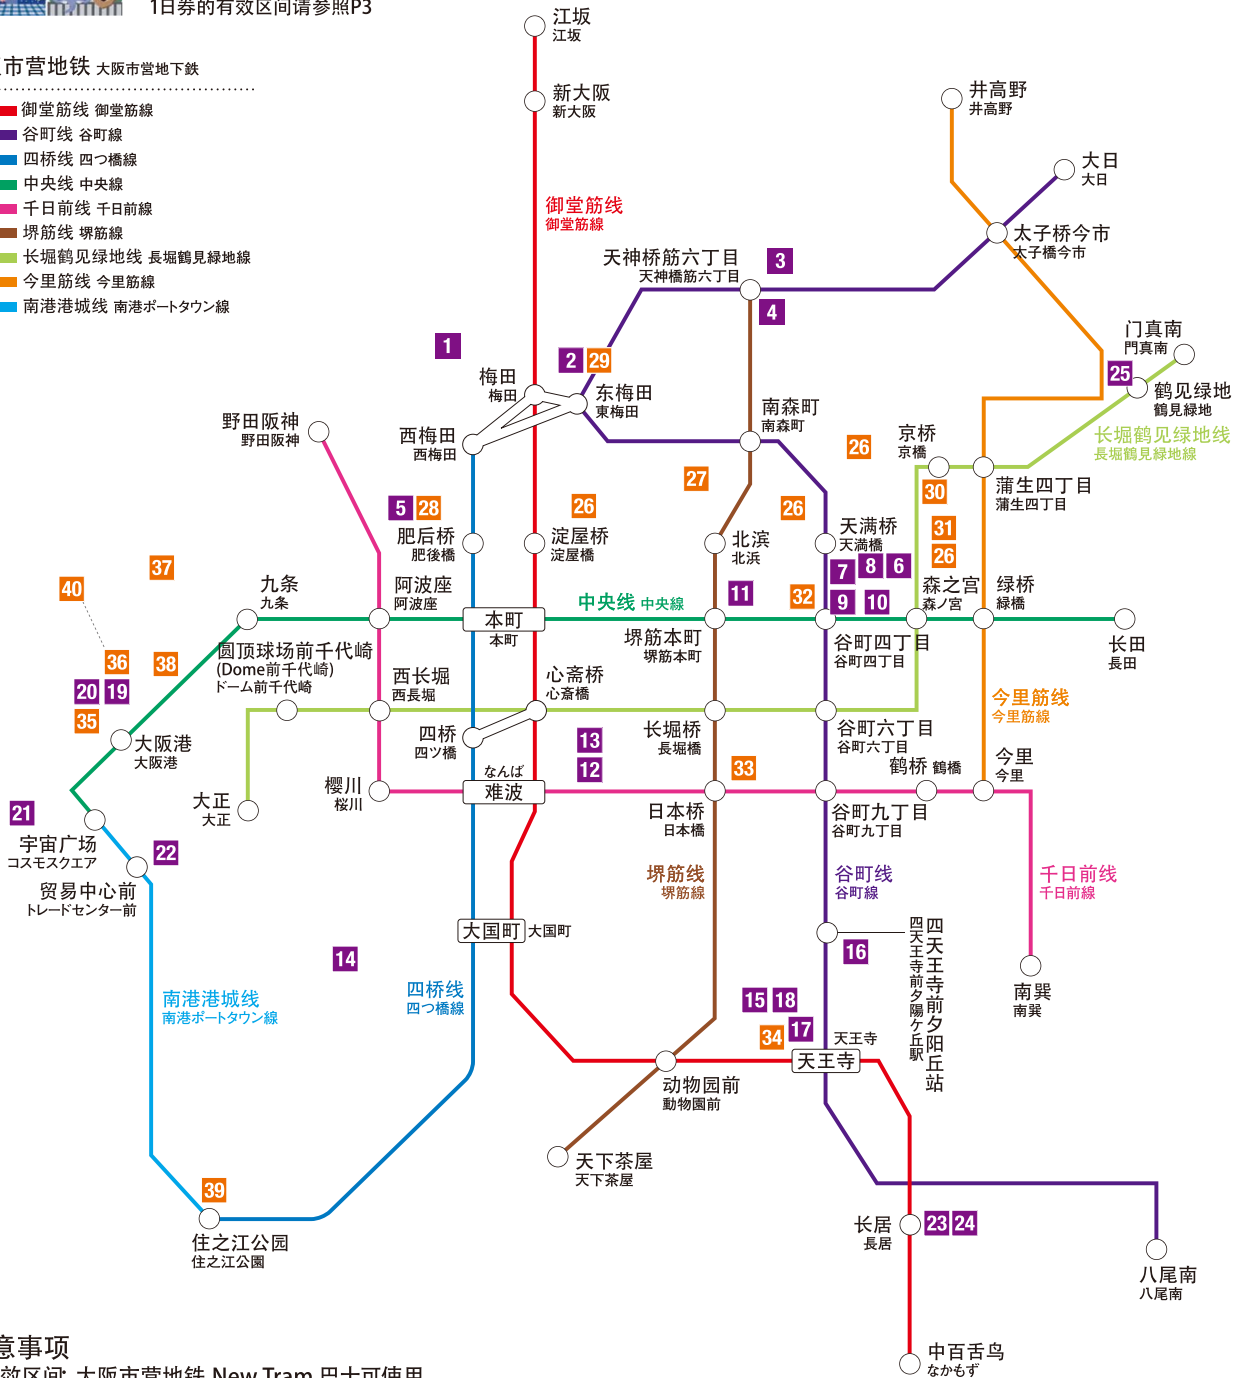 1日券的有效区间请参照P3
市营地铁 大阪市営地下鉄
御堂筋线 御堂筋線
谷町线 谷町線
四桥线 四つ橋線
中央线 中央線
千日前线 千日前線
堺筋线 堺筋線
长堀鹤见绿地线 長堀鶴見緑地線
今里筋线 今里筋線
南港港城线 南港ポートタウン線
江坂
江坂
新大阪
新大阪
井高野
井高野
大日
大日
御堂筋线
御堂筋線
太子桥今市
太子橋今市
天神桥筋六丁目
天神橋筋六丁目
3
4
1
2 29
门真南
門真南
25
鹤见绿地
鶴見緑地
长堀鹤见绿地线
長堀鶴見緑地線
梅田
梅田
东梅田
東梅田
西梅田
西梅田
南森町
南森町
野田阪神
野田阪神
26
京桥
京橋
30
蒲生四丁目
蒲生四丁目
27
5 28
26
26
31
26
肥后桥
肥後橋
淀屋桥
淀屋橋
北滨
北浜
天满桥
天満橋
7 8 6
9 10
37
40
九条
九条
阿波座
阿波座
本町
本町
中央线 中央線
11
32
森之宫
森ノ宮
绿桥
緑橋
堺筋本町
堺筋本町
谷町四丁目
谷町四丁目
长田
長田
圆顶球场前千代崎
(Dome前千代崎)
ドーム前千代崎
36
38
20 19
35
西长堀
西長堀
心斋桥
心斎橋
今里筋线
今里筋線
大阪港
大阪港
四桥
四ツ橋
13
12
长堀桥
長堀橋
谷町六丁目
谷町六丁目
33
鹤桥 鶴橋
今里
今里
なんば
难波
樱川
桜川
大正
大正
日本桥
日本橋
谷町九丁目
谷町九丁目
21
宇宙广场
コスモスクエア
22
贸易中心前
トレードセンター前
堺筋线
堺筋線
谷町线
谷町線
千日前线
千日前線
大国町 大国町
四天王寺前夕阳丘站
四天王寺前夕陽ケ丘駅
16
14
南巽
南巽
南港港城线
南港ポートタウン線
四桥线
四つ橋線
15 18
17
34
天王寺
天王寺
动物园前
動物園前
天下茶屋
天下茶屋
39
住之江公园
住之江公園
长居
長居
23 24
八尾南
八尾南
中百舌鸟
なかもず
意事项
效区间: 大阪市营地铁 New Tram 巴士可使用